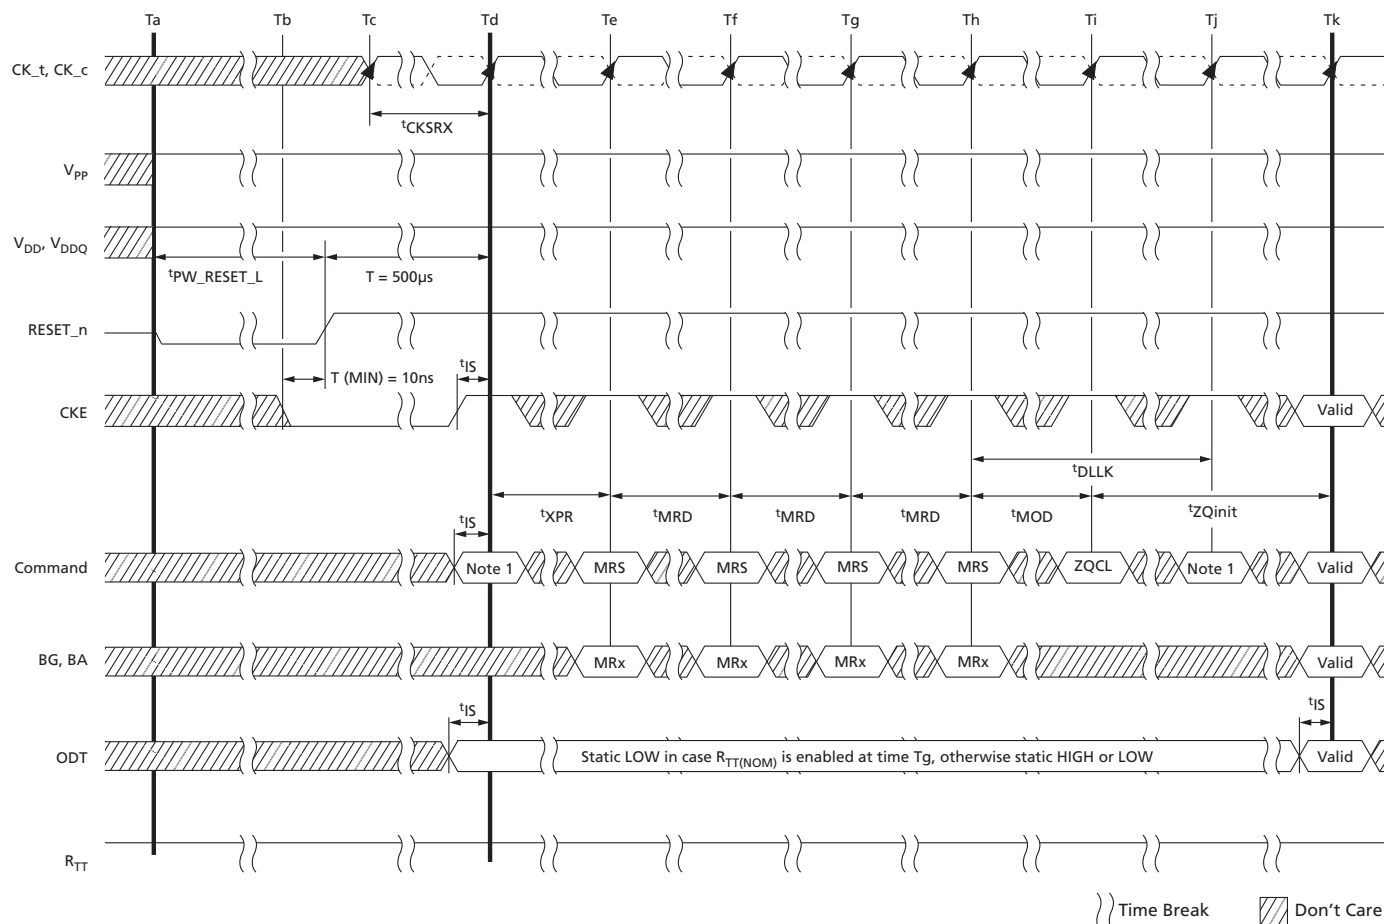 Ta Tb Tc Td Te Tf Tg Th Ti Tj Tk
CK_t, CK_c
tCKSRX
VPP
VDD, VDDQ
tPW_RESET_L T = 500μs
RESET_n
T (MIN) = 10ns tIS
CKE Valid
tDLLK
tXPR tMRD tMRD tMRD tMOD tZQinit
tIS
Command Note 1 MRS MRS MRS MRS ZQCL Note 1 Valid
BG, BA MRx MRx MRx MRx Valid
tIS tIS
ODT Static LOW in case RTT(NOM) is enabled at time Tg, otherwise static HIGH or LOW Valid
RTT
Time Break Don't Care